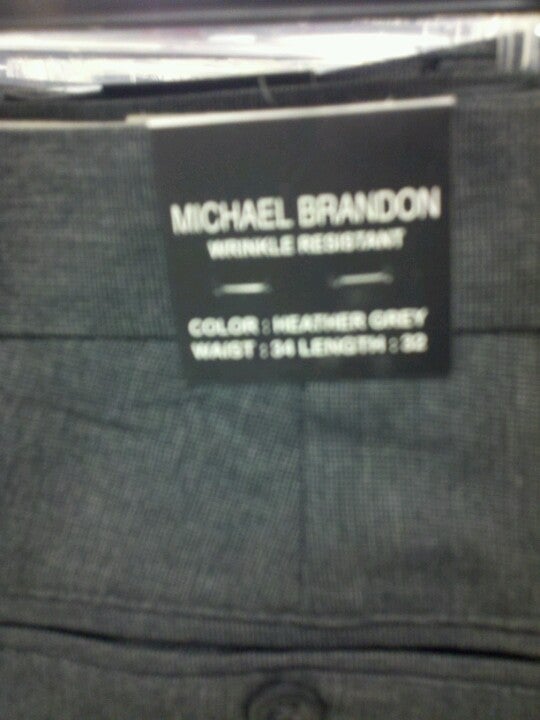 MICHAEL BRANDON
WRINKLE RESISTANT
COLOR : HEATHER GREY
WAIST : 34 LENGTH : 32